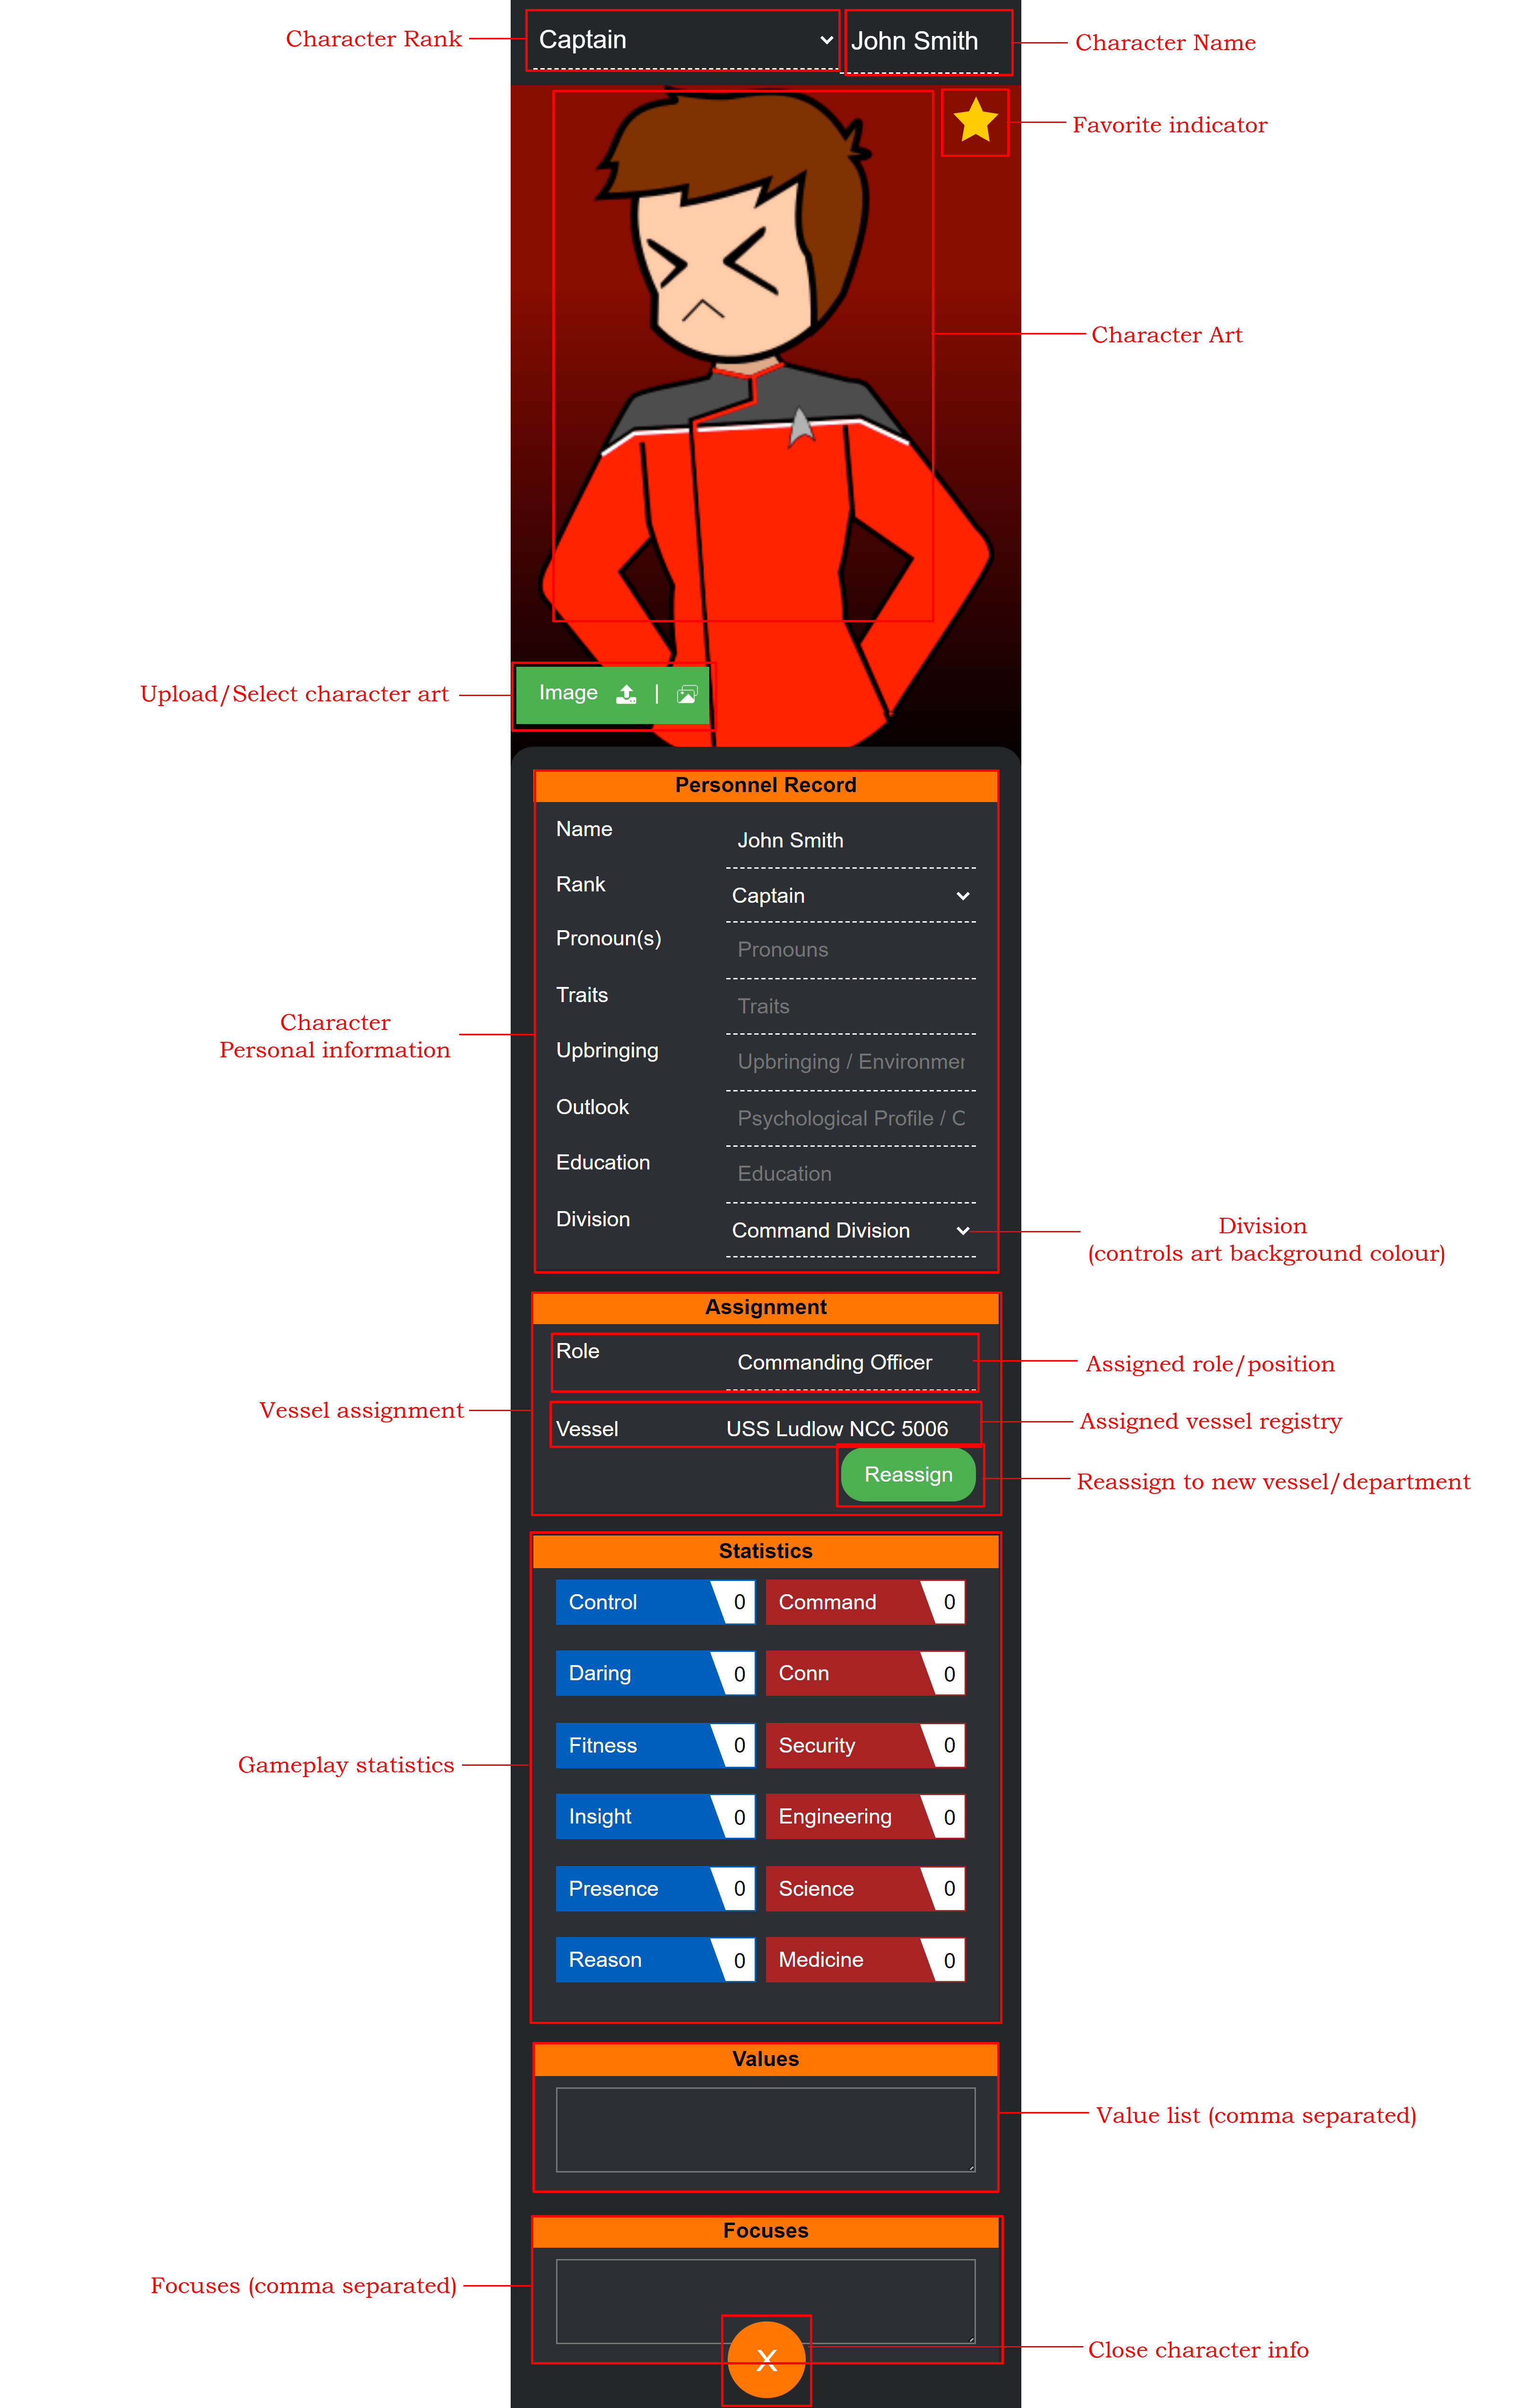 Character Rank
Captain
John Smith
Character Name
Favorite indicator
Character Art
Upload/Select character art
Image |
Personnel Record
Name
John Smith
Rank
Captain
Pronoun(s)
Pronouns
Traits
Traits
Character
Personal information
Upbringing
Upbringing / Environmen
Outlook
Psychological Profile / C
Education
Education
Division
Command Division
Division
(controls art background colour)
Assignment
Role
Commanding Officer
Assigned role/position
Vessel assignment
Vessel
USS Ludlow NCC 5006
Assigned vessel registry
Reassign
Reassign to new vessel/department
Statistics
Control 0
Command 0
Daring 0
Conn 0
Fitness 0
Security 0
Gameplay statistics
Insight 0
Engineering 0
Presence 0
Science 0
Reason 0
Medicine 0
Values
Value list (comma separated)
Focuses
Focuses (comma separated)
X
Close character info